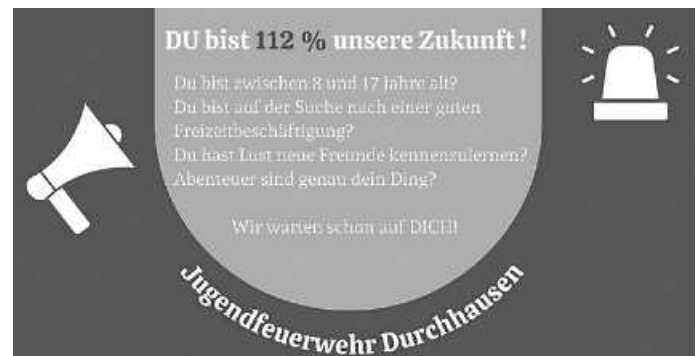 DU bist 112 % unsere Zukunft !
Du bist zwischen 8 und 17 Jahre alt?
Du bist auf der Suche nach einer guten
Freizeitbeschäftigung?
Du hast Lust neue Freunde kennenzulernen?
Abenteuer sind genau dein Ding?
Wir warten schon auf DICH!
Jugendfeuerwehr Durchhausen